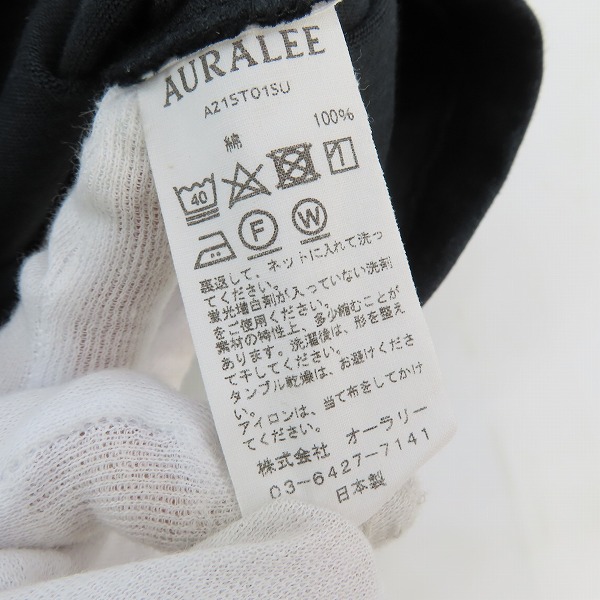 AURALEE
A21ST01SU
綿 100%
40
F W
裏返して、ネットに入れて洗っ
てください。
蛍光増白剤が入っていない洗剤
をご使用ください。
素材の特性上、多少縮むことが
あります。洗濯後は、形を整え
て干してください。
タンブル乾燥は、お避けくださ
い。
アイロンは、当て布をしてかけ
てください。
株式会社 オーラリー
03-6427-7141
日本製